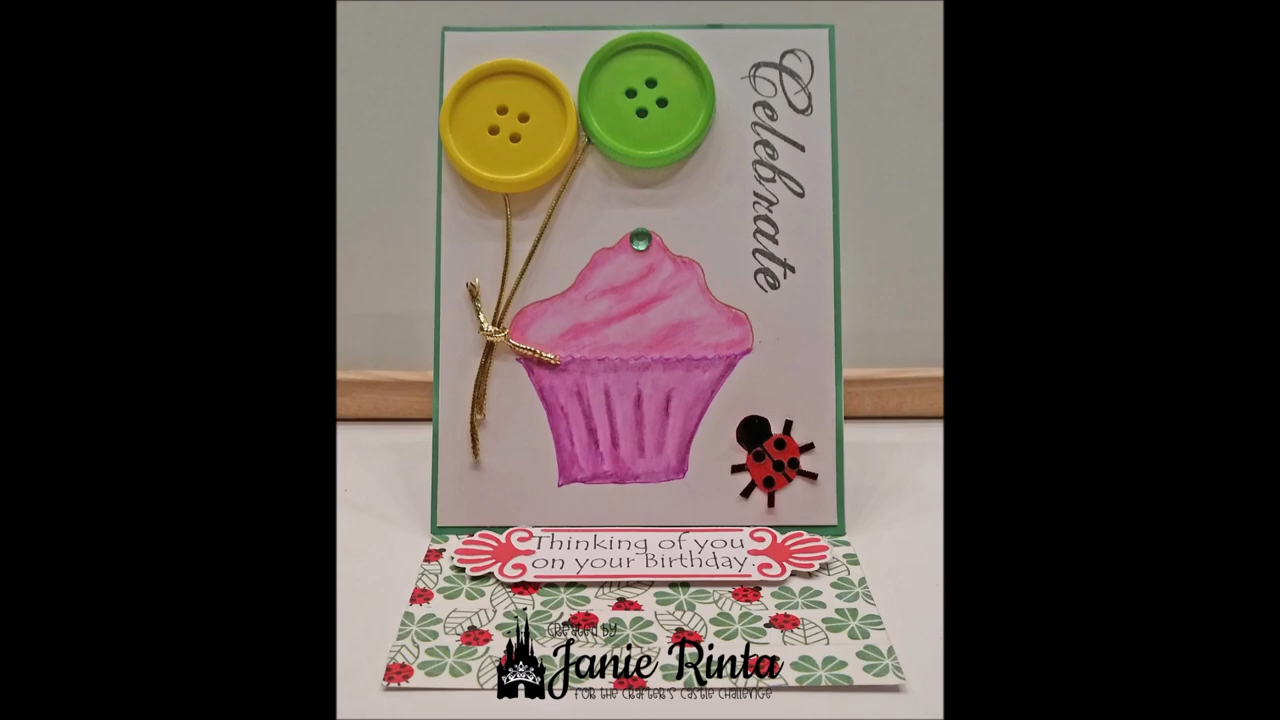 Celebrate
Thinking of you
on your Birthday.
CREATED BY
Janie Rinta
FOR THE CRAFTER'S CASTLE CHALLENGE